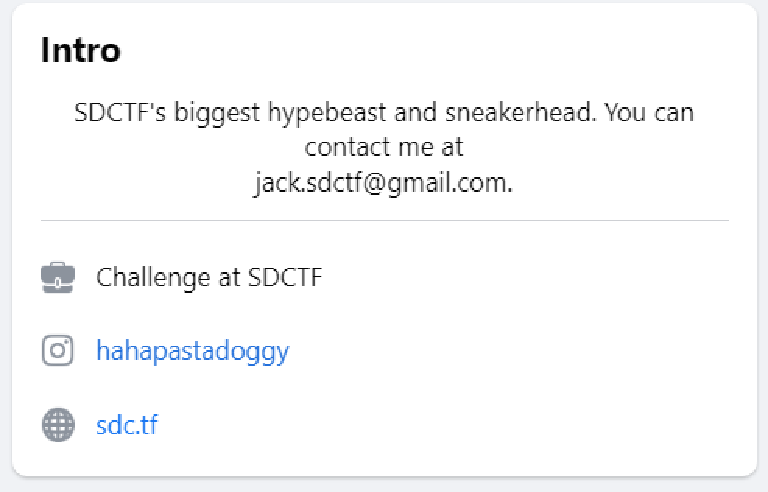 Intro
SDCTF's biggest hypebeast and sneakerhead. You can
contact me at
jack.sdctf@gmail.com.
Challenge at SDCTF
hahapastadoggy
sdc.tf